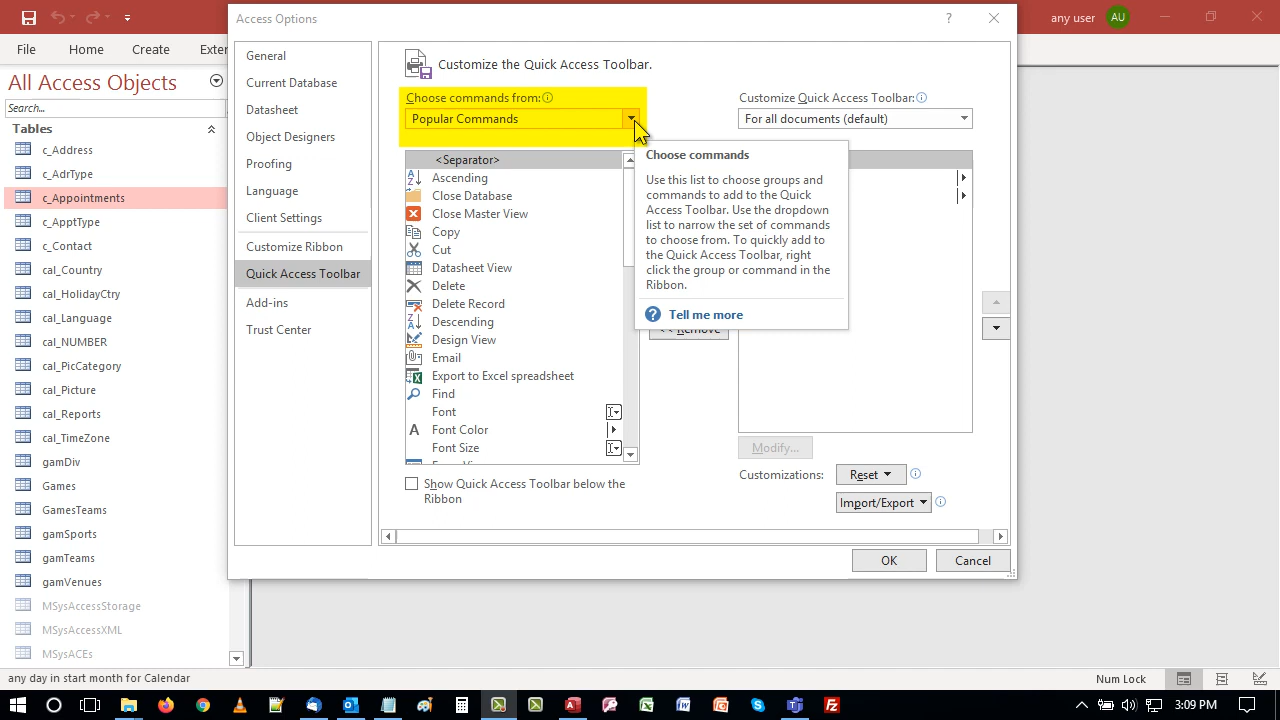 Access Options
?
any user
AU
File
Home
Create
Exter
All Access Objects
Search...
Tables
c_Address
c_AdrType
c_Appointments
c_ApptType
c_Contact
cal_Country
cal_HolidayCtry
cal_Language
cal_NUMBER
cal_PicCategory
cal_Picture
cal_Reports
cal_TimeZone
gamDiv
Games
GamesTeams
gamSports
gamTeams
gamVenues
MSysAccessStorage
MSysAccessXML
MSysACEs
General
Current Database
Datasheet
Object Designers
Proofing
Language
Client Settings
Customize Ribbon
Quick Access Toolbar
Add-ins
Trust Center
Customize the Quick Access Toolbar.
Choose commands from:
Popular Commands
<Separator>
Ascending
Close Database
Close Master View
Copy
Cut
Datasheet View
Delete
Delete Record
Descending
Design View
Email
Export to Excel spreadsheet
Find
Font
Font Color
Font Size
Show Quick Access Toolbar below the
Ribbon
Choose commands
Use this list to choose groups and
commands to add to the Quick
Access Toolbar. Use the dropdown
list to narrow the set of commands
to choose from. To quickly add to
the Quick Access Toolbar, right
click the group or command in the
Ribbon.
Tell me more
<< Remove
Customize Quick Access Toolbar:
For all documents (default)
Modify...
Customizations:
Reset
Import/Export
OK
Cancel
any day in start month for Calendar
Num Lock
3:09 PM